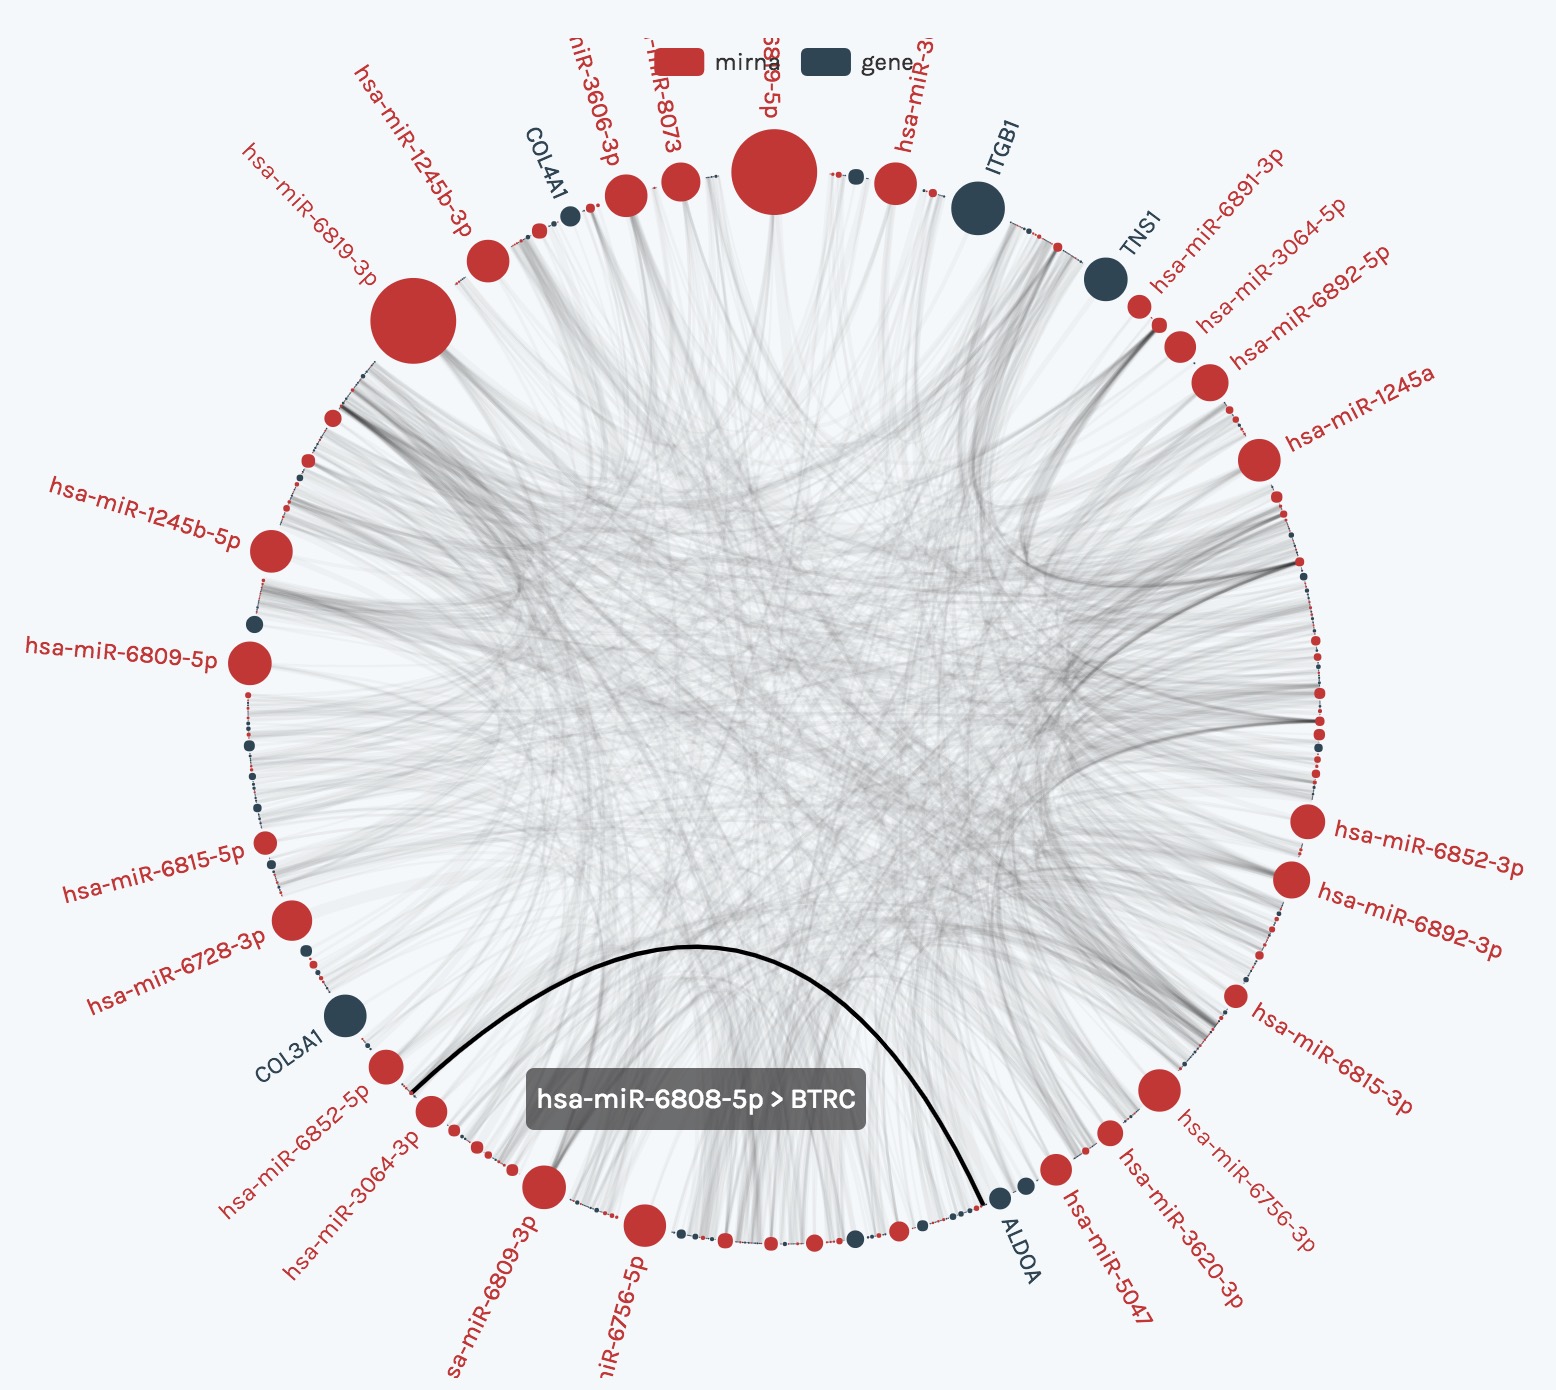 mirna
gene
hsa-miR-6819-3p
hsa-miR-1245b-3p
COL4A1
miR-3606-3p
-miR-8073
hsa-miR-3
ITGB1
TNS1
hsa-miR-6891-3p
hsa-miR-3064-5p
hsa-miR-6892-5p
hsa-miR-1245a
hsa-miR-6852-3p
hsa-miR-6892-3p
hsa-miR-6815-3p
hsa-miR-6756-3p
hsa-miR-3620-3p
hsa-miR-5047
ALDOA
hsa-miR-6808-5p > BTRC
miR-6756-5p
sa-miR-6809-3p
hsa-miR-3064-3p
hsa-miR-6852-5p
COL3A1
hsa-miR-6728-3p
hsa-miR-6815-5p
hsa-miR-6809-5p
hsa-miR-1245b-5p